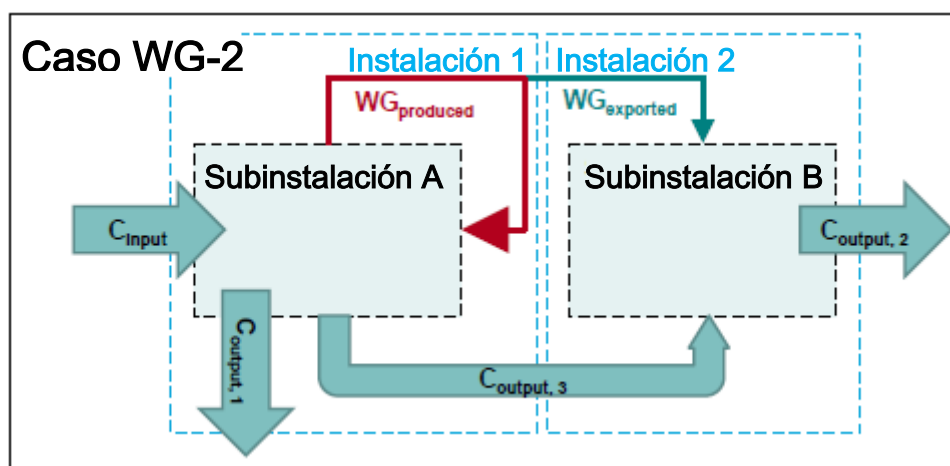 Caso WG-2
Instalación 1
Instalación 2
WGproduced
WGexported
Subinstalación A
Subinstalación B
Cinput
Coutput, 2
Coutput, 1
Coutput, 3